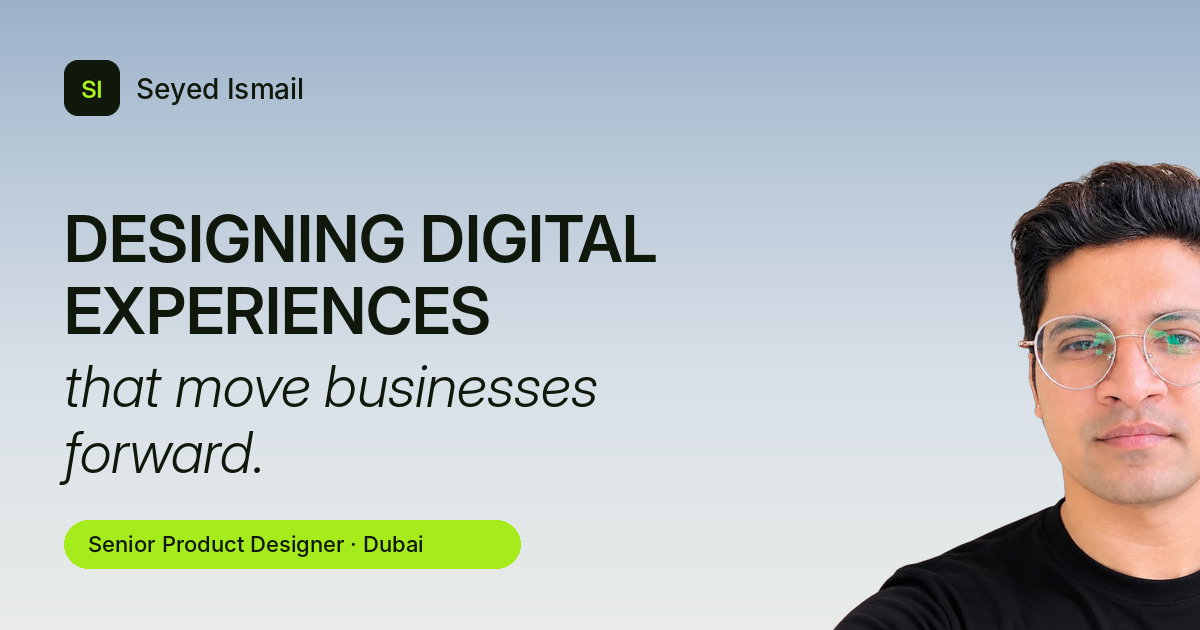 SI
Seyed Ismail
DESIGNING DIGITAL
EXPERIENCES
that move businesses
forward.
Senior Product Designer · Dubai